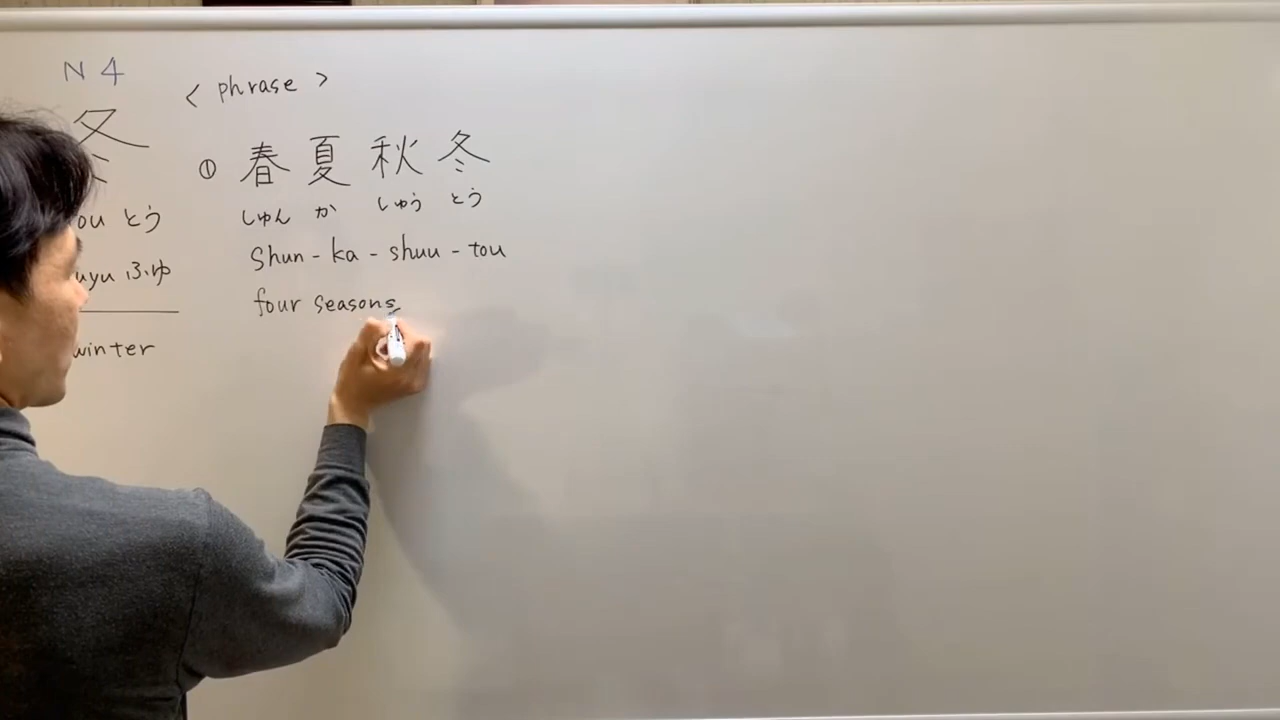 N4
冬
ou とう
uyu ふゆ
winter
< phrase >
① 春夏秋冬
しゅん か しゅう とう
Shun - ka - shuu - tou
four seasons